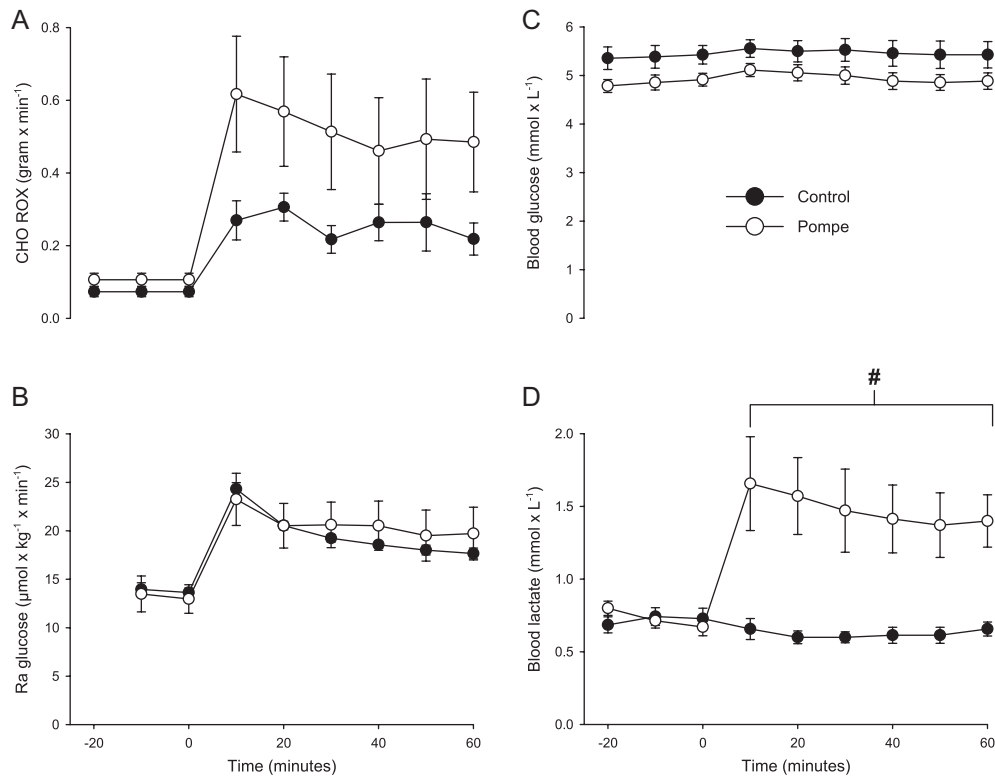 A
CHO ROX (gram x min⁻¹)
0.8
0.6
0.4
0.2
0.0
C
Blood glucose (mmol x L⁻¹)
6
5
4
3
2
1
0
Control
Pompe
B
Ra glucose (µmol x kg⁻¹ x min⁻¹)
30
25
20
15
10
5
0
-20 0 20 40 60
Time (minutes)
D
#
Blood lactate (mmol x L⁻¹)
2.0
1.5
1.0
0.5
0.0
-20 0 20 40 60
Time (minutes)